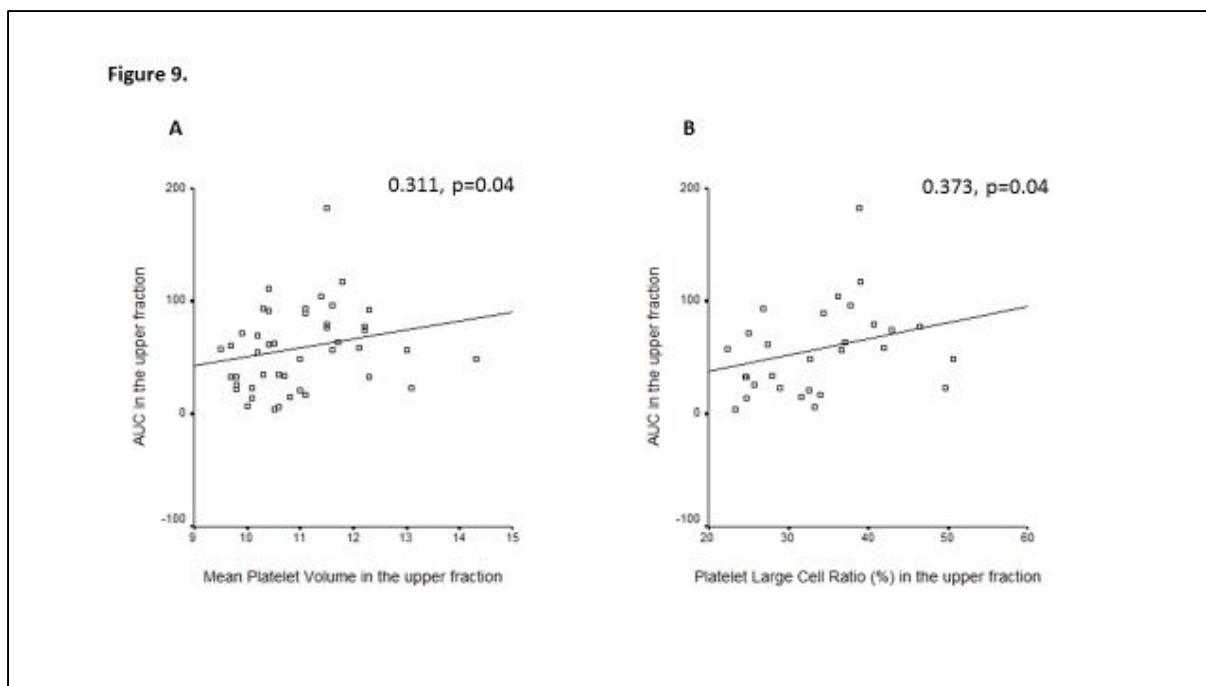 Figure 9.
A
0.311, p=0.04
200
100
0
-100
AUC in the upper fraction
9 10 11 12 13 14 15
Mean Platelet Volume in the upper fraction
B
0.373, p=0.04
200
100
0
-100
AUC in the upper fraction
20 30 40 50 60
Platelet Large Cell Ratio (%) in the upper fraction